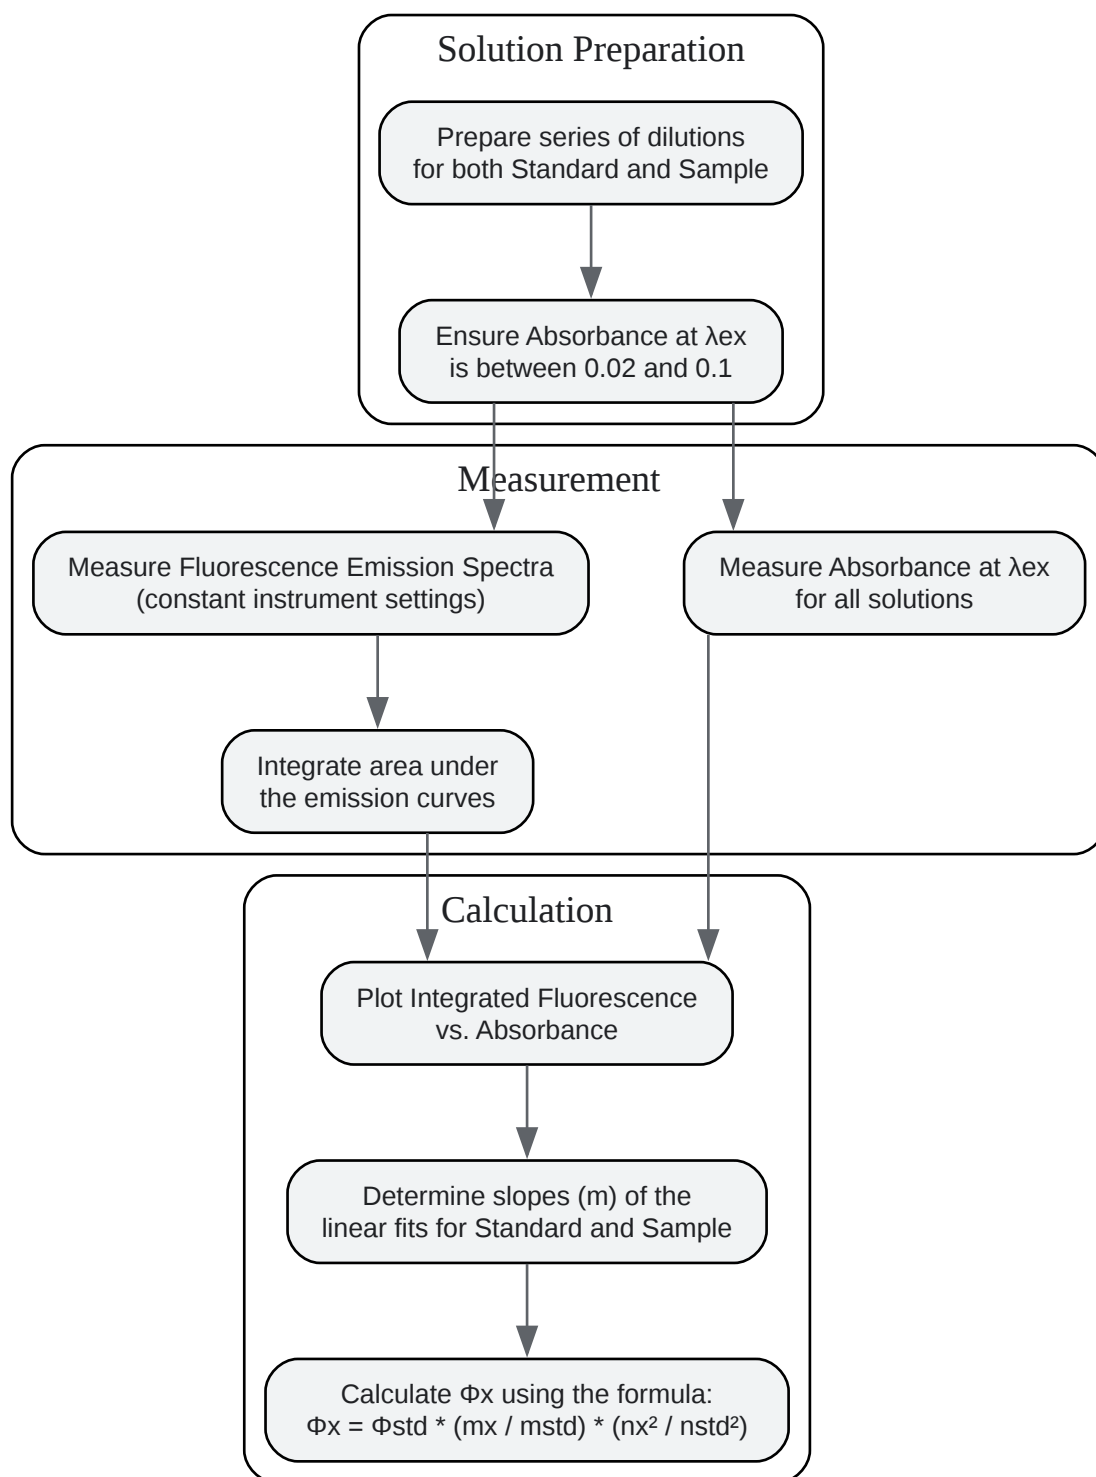 Solution Preparation
Prepare series of dilutions
for both Standard and Sample
Ensure Absorbance at λex
is between 0.02 and 0.1
Measurement
Measure Fluorescence Emission Spectra
(constant instrument settings)
Measure Absorbance at λex
for all solutions
Integrate area under
the emission curves
Calculation
Plot Integrated Fluorescence
vs. Absorbance
Determine slopes (m) of the
linear fits for Standard and Sample
Calculate Φx using the formula:
Φx = Φstd * (mx / mstd) * (nx² / nstd²)